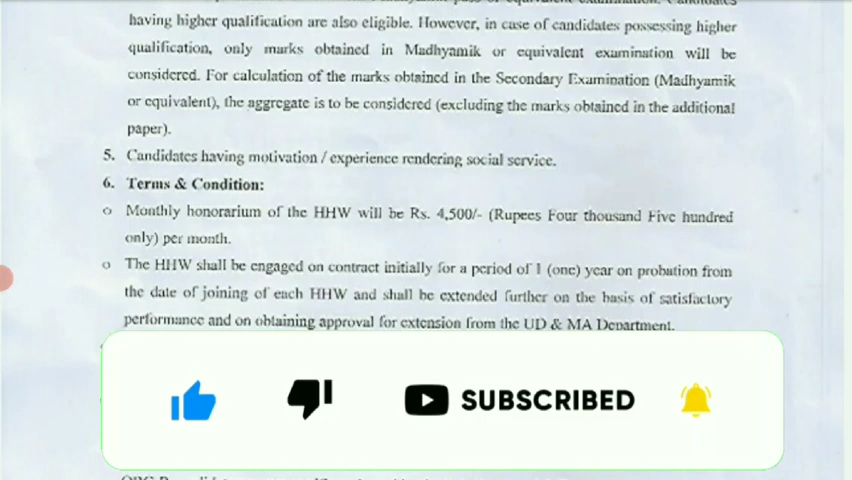 having higher qualification are also eligible. However, in case of candidates possessing higher
qualification, only marks obtained in Madhyamik or equivalent examination will be
considered. For calculation of the marks obtained in the Secondary Examination (Madhyamik
or equivalent), the aggregate is to be considered (excluding the marks obtained in the additional
paper).
5. Candidates having motivation / experience rendering social service.
6. Terms & Condition:
o Monthly honorarium of the HHW will be Rs. 4,500/- (Rupees Four thousand Five hundred
only) per month.
o The HHW shall be engaged on contract initially for a period of 1 (one) year on probation from
the date of joining of each HHW and shall be extended further on the basis of satisfactory
performance and on obtaining approval for extension from the UD & MA Department.
SUBSCRIBED